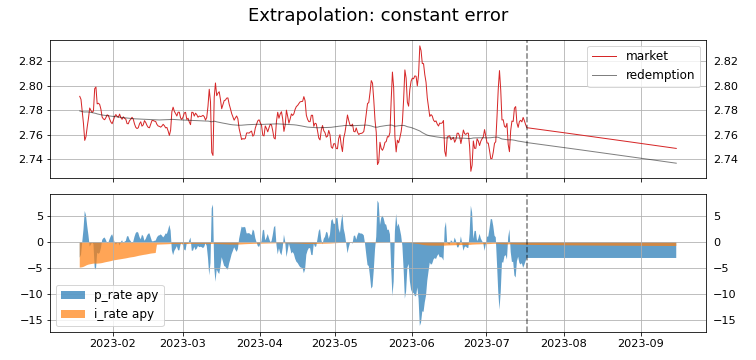 Extrapolation: constant error
2.82 2.82
2.80 2.80
2.78 2.78
2.76 2.76
2.74 2.74
market
redemption
5 5
0 0
−5 −5
−10 −10
−15 −15
p_rate apy
i_rate apy
2023-02 2023-03 2023-04 2023-05 2023-06 2023-07 2023-08 2023-09